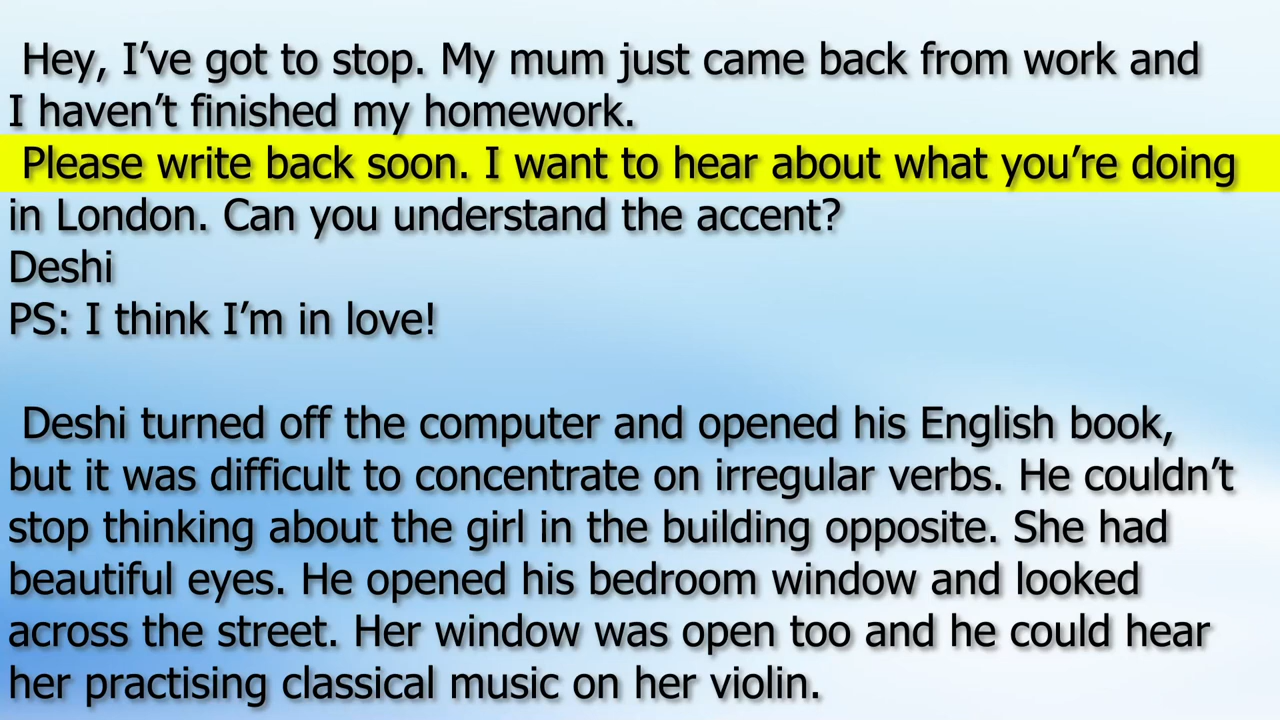 Hey, I’ve got to stop. My mum just came back from work and
I haven’t finished my homework.
Please write back soon. I want to hear about what you’re doing
in London. Can you understand the accent?
Deshi
PS: I think I’m in love!
Deshi turned off the computer and opened his English book,
but it was difficult to concentrate on irregular verbs. He couldn’t
stop thinking about the girl in the building opposite. She had
beautiful eyes. He opened his bedroom window and looked
across the street. Her window was open too and he could hear
her practising classical music on her violin.